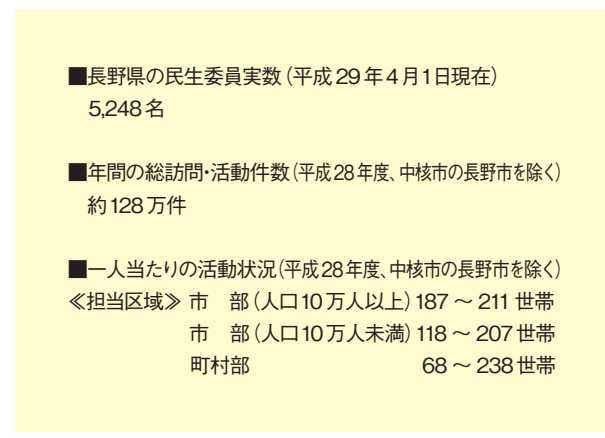 ■長野県の民生委員実数(平成29年4月1日現在)
5,248名
■年間の総訪問・活動件数(平成28年度、中核市の長野市を除く)
約128万件
■一人当たりの活動状況(平成28年度、中核市の長野市を除く)
≪担当区域≫ 市　部(人口10万人以上) 187 ～ 211 世帯
市　部(人口10万人未満) 118 ～ 207世帯
町村部 68 ～ 238世帯